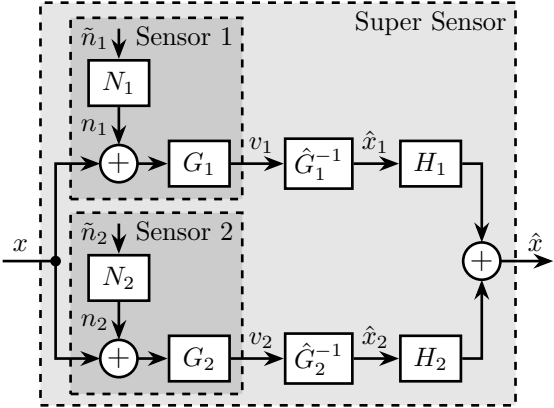 Super Sensor
ñ₁ Sensor 1
N₁
n₁
+ G₁ v₁ Ĝ₁⁻¹ x̂₁ H₁
x
ñ₂ Sensor 2
+ x̂
N₂
n₂
+ G₂ v₂ Ĝ₂⁻¹ x̂₂ H₂